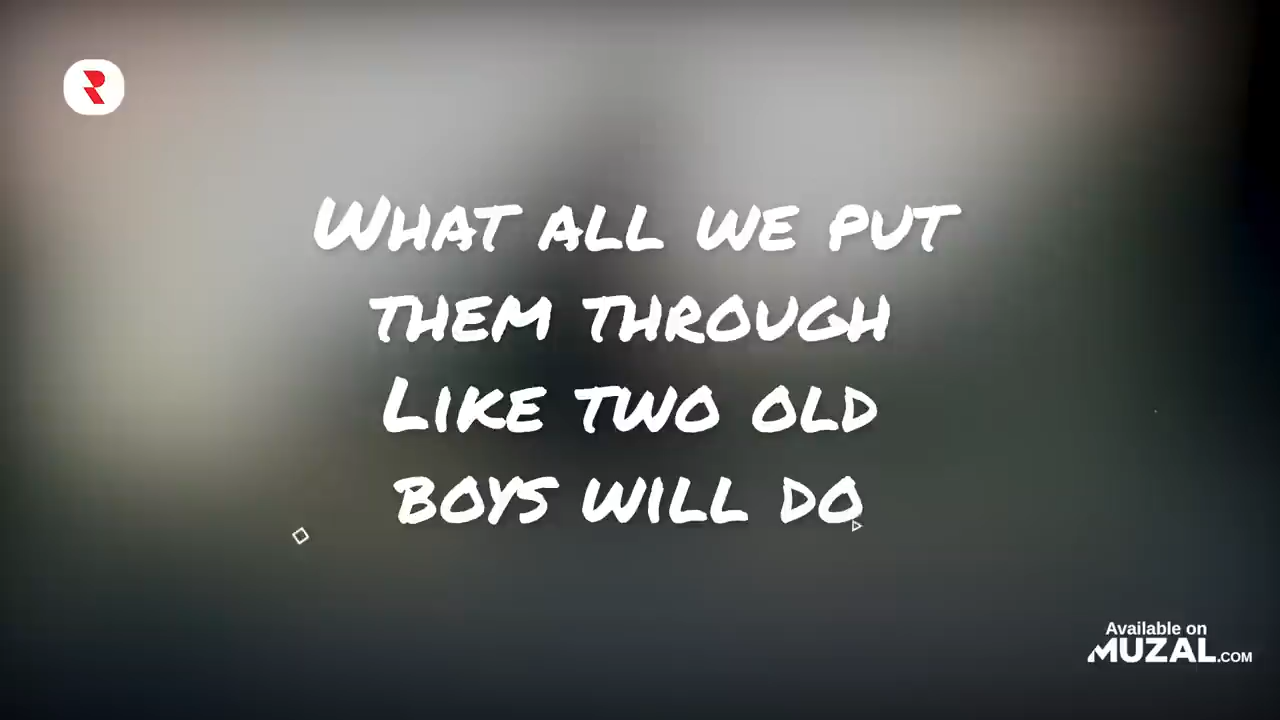 What all we put
them through
Like two old
boys will do
Available on
MUZAL.COM